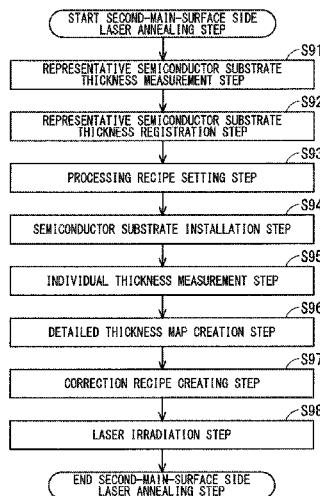 START SECOND-MAIN-SURFACE SIDE
LASER ANNEALING STEP
S91
REPRESENTATIVE SEMICONDUCTOR SUBSTRATE
THICKNESS MEASUREMENT STEP
S92
REPRESENTATIVE SEMICONDUCTOR SUBSTRATE
THICKNESS REGISTRATION STEP
S93
PROCESSING RECIPE SETTING STEP
S94
SEMICONDUCTOR SUBSTRATE INSTALLATION STEP
S95
INDIVIDUAL THICKNESS MEASUREMENT STEP
S96
DETAILED THICKNESS MAP CREATION STEP
S97
CORRECTION RECIPE CREATING STEP
S98
LASER IRRADIATION STEP
END SECOND-MAIN-SURFACE SIDE
LASER ANNEALING STEP